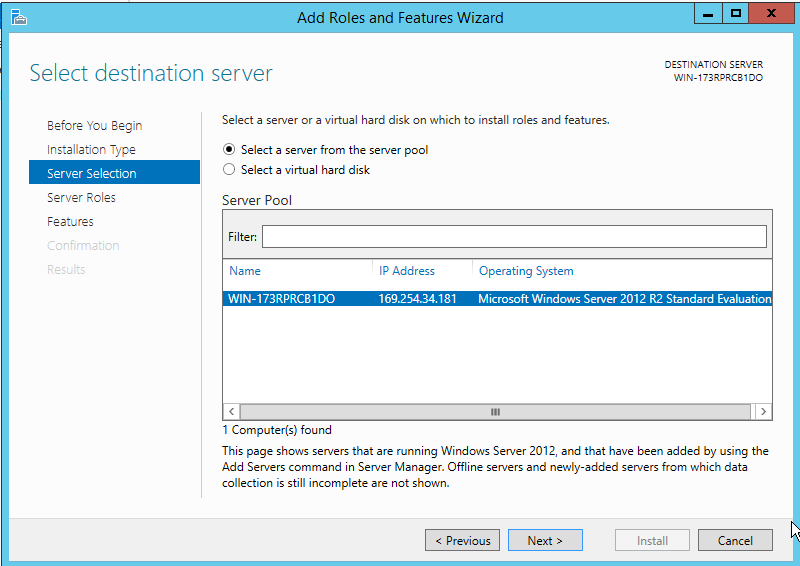 Add Roles and Features Wizard
Select destination server
DESTINATION SERVER
WIN-173RPRCB1DO
Before You Begin
Installation Type
Server Selection
Server Roles
Features
Confirmation
Results
Select a server or a virtual hard disk on which to install roles and features.
Select a server from the server pool
Select a virtual hard disk
Server Pool
Filter:
Name IP Address Operating System
WIN-173RPRCB1DO 169.254.34.181 Microsoft Windows Server 2012 R2 Standard Evaluation
1 Computer(s) found
This page shows servers that are running Windows Server 2012, and that have been added by using the
Add Servers command in Server Manager. Offline servers and newly-added servers from which data
collection is still incomplete are not shown.
< Previous Next > Install Cancel